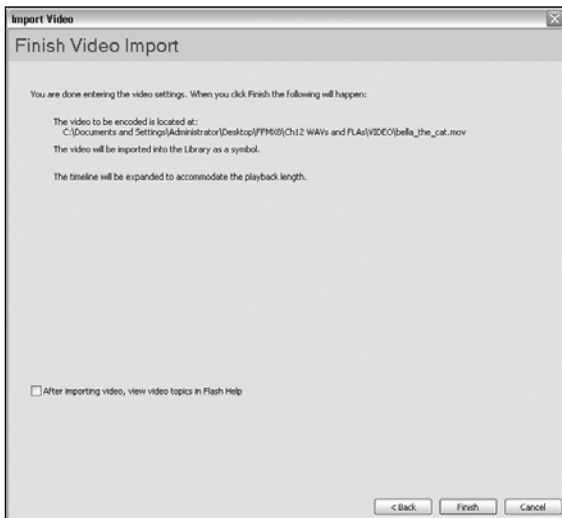 Import Video
Finish Video Import
You are done entering the video settings. When you click Finish the following will happen:
The video to be encoded is located at:
C:\Documents and Settings\Administrator\Desktop\FFMX8\Ch12 WAVs and FLAs\VIDEO\bella_the_cat.mov
The video will be imported into the Library as a symbol.
The timeline will be expanded to accommodate the playback length.
After importing video, view video topics in Flash Help
< Back Finish Cancel